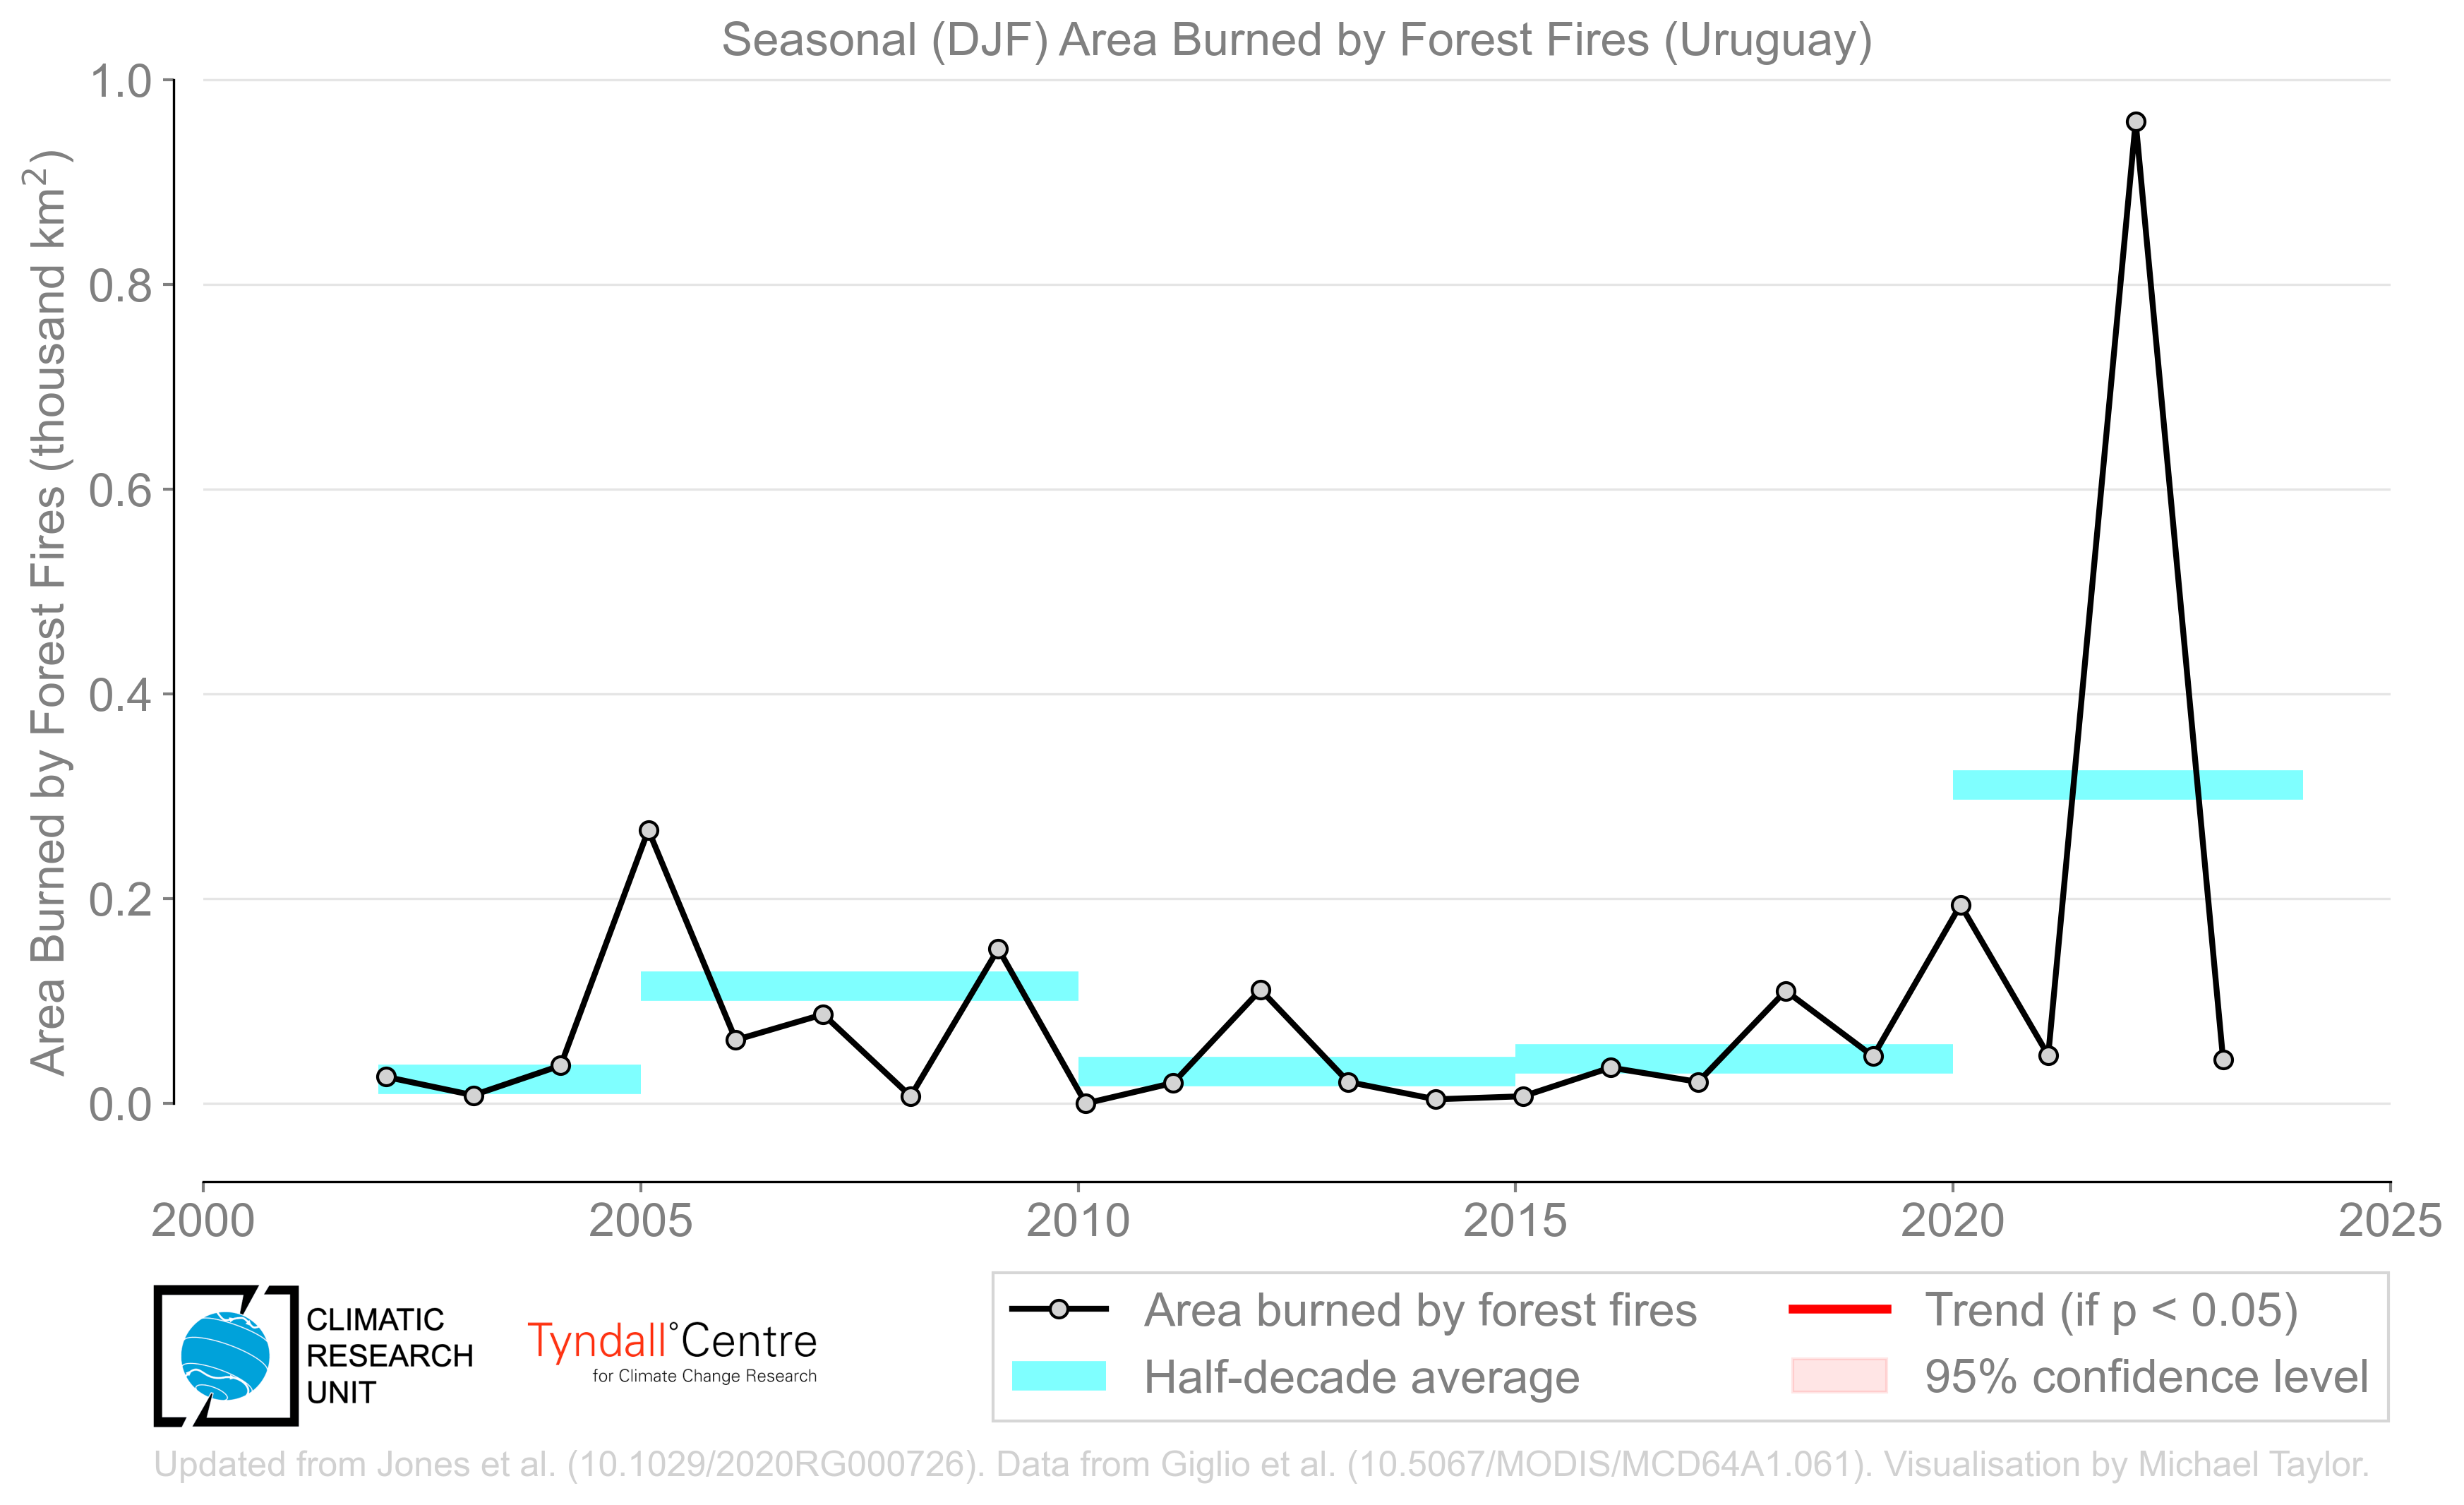 Seasonal (DJF) Area Burned by Forest Fires (Uruguay)
Area Burned by Forest Fires (thousand km²)
1.0
0.8
0.6
0.4
0.2
0.0
2000
2005
2010
2015
2020
2025
CLIMATIC
RESEARCH
UNIT
Tyndall°Centre
for Climate Change Research
Area burned by forest fires
Half-decade average
Trend (if p < 0.05)
95% confidence level
Updated from Jones et al. (10.1029/2020RG000726). Data from Giglio et al. (10.5067/MODIS/MCD64A1.061). Visualisation by Michael Taylor.